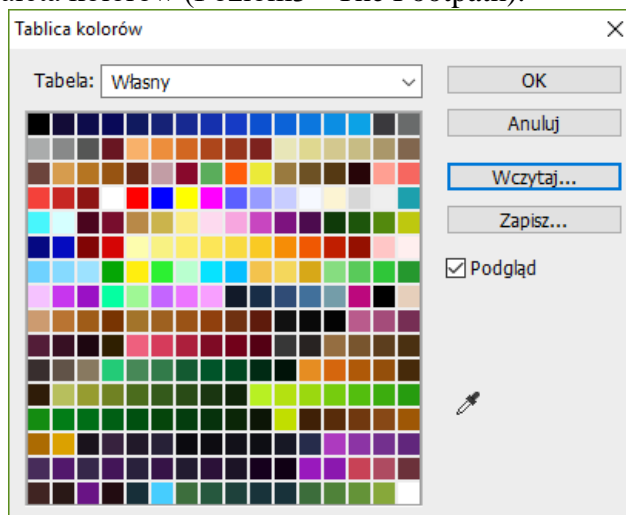 Tablica kolorów
Tabela: Własny
OK
Anuluj
Wczytaj...
Zapisz...
Podgląd